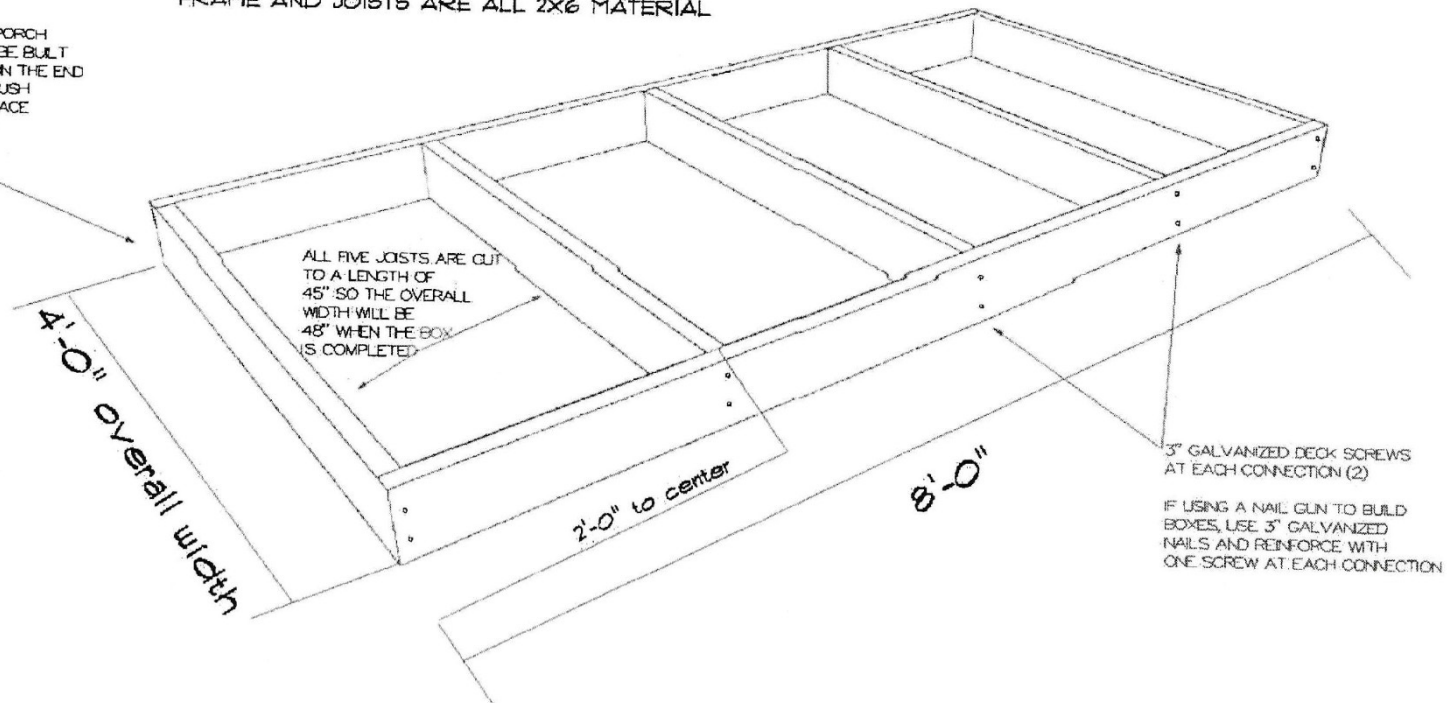 FRAME AND JOISTS ARE ALL 2X6 MATERIAL
PORCH
BE BUILT
ON THE END
USH
ACE
ALL FIVE JOISTS ARE CUT
TO A LENGTH OF
45" SO THE OVERALL
WIDTH WILL BE
48" WHEN THE BOX
IS COMPLETED
4'-0" overall width
2'-0" to center
8'-0"
3" GALVANIZED DECK SCREWS
AT EACH CONNECTION (2)
IF USING A NAIL GUN TO BUILD
BOXES, USE 3" GALVANIZED
NAILS AND REINFORCE WITH
ONE SCREW AT EACH CONNECTION